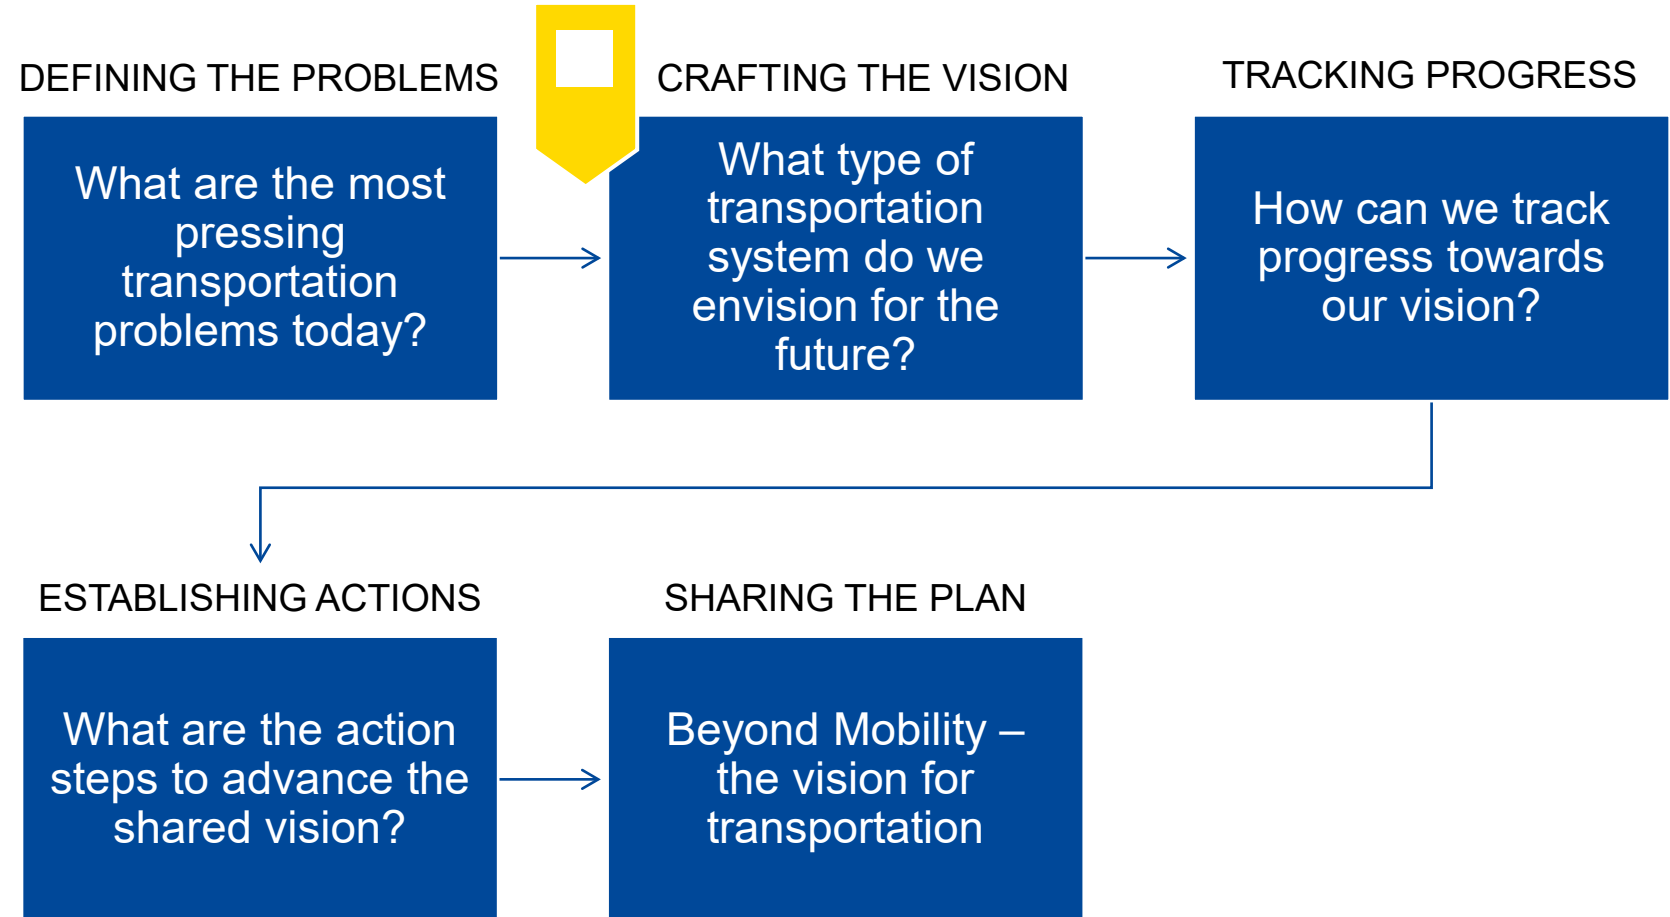 DEFINING THE PROBLEMS
What are the most
pressing
transportation
problems today?
CRAFTING THE VISION
What type of
transportation
system do we
envision for the
future?
TRACKING PROGRESS
How can we track
progress towards
our vision?
ESTABLISHING ACTIONS
What are the action
steps to advance the
shared vision?
SHARING THE PLAN
Beyond Mobility –
the vision for
transportation